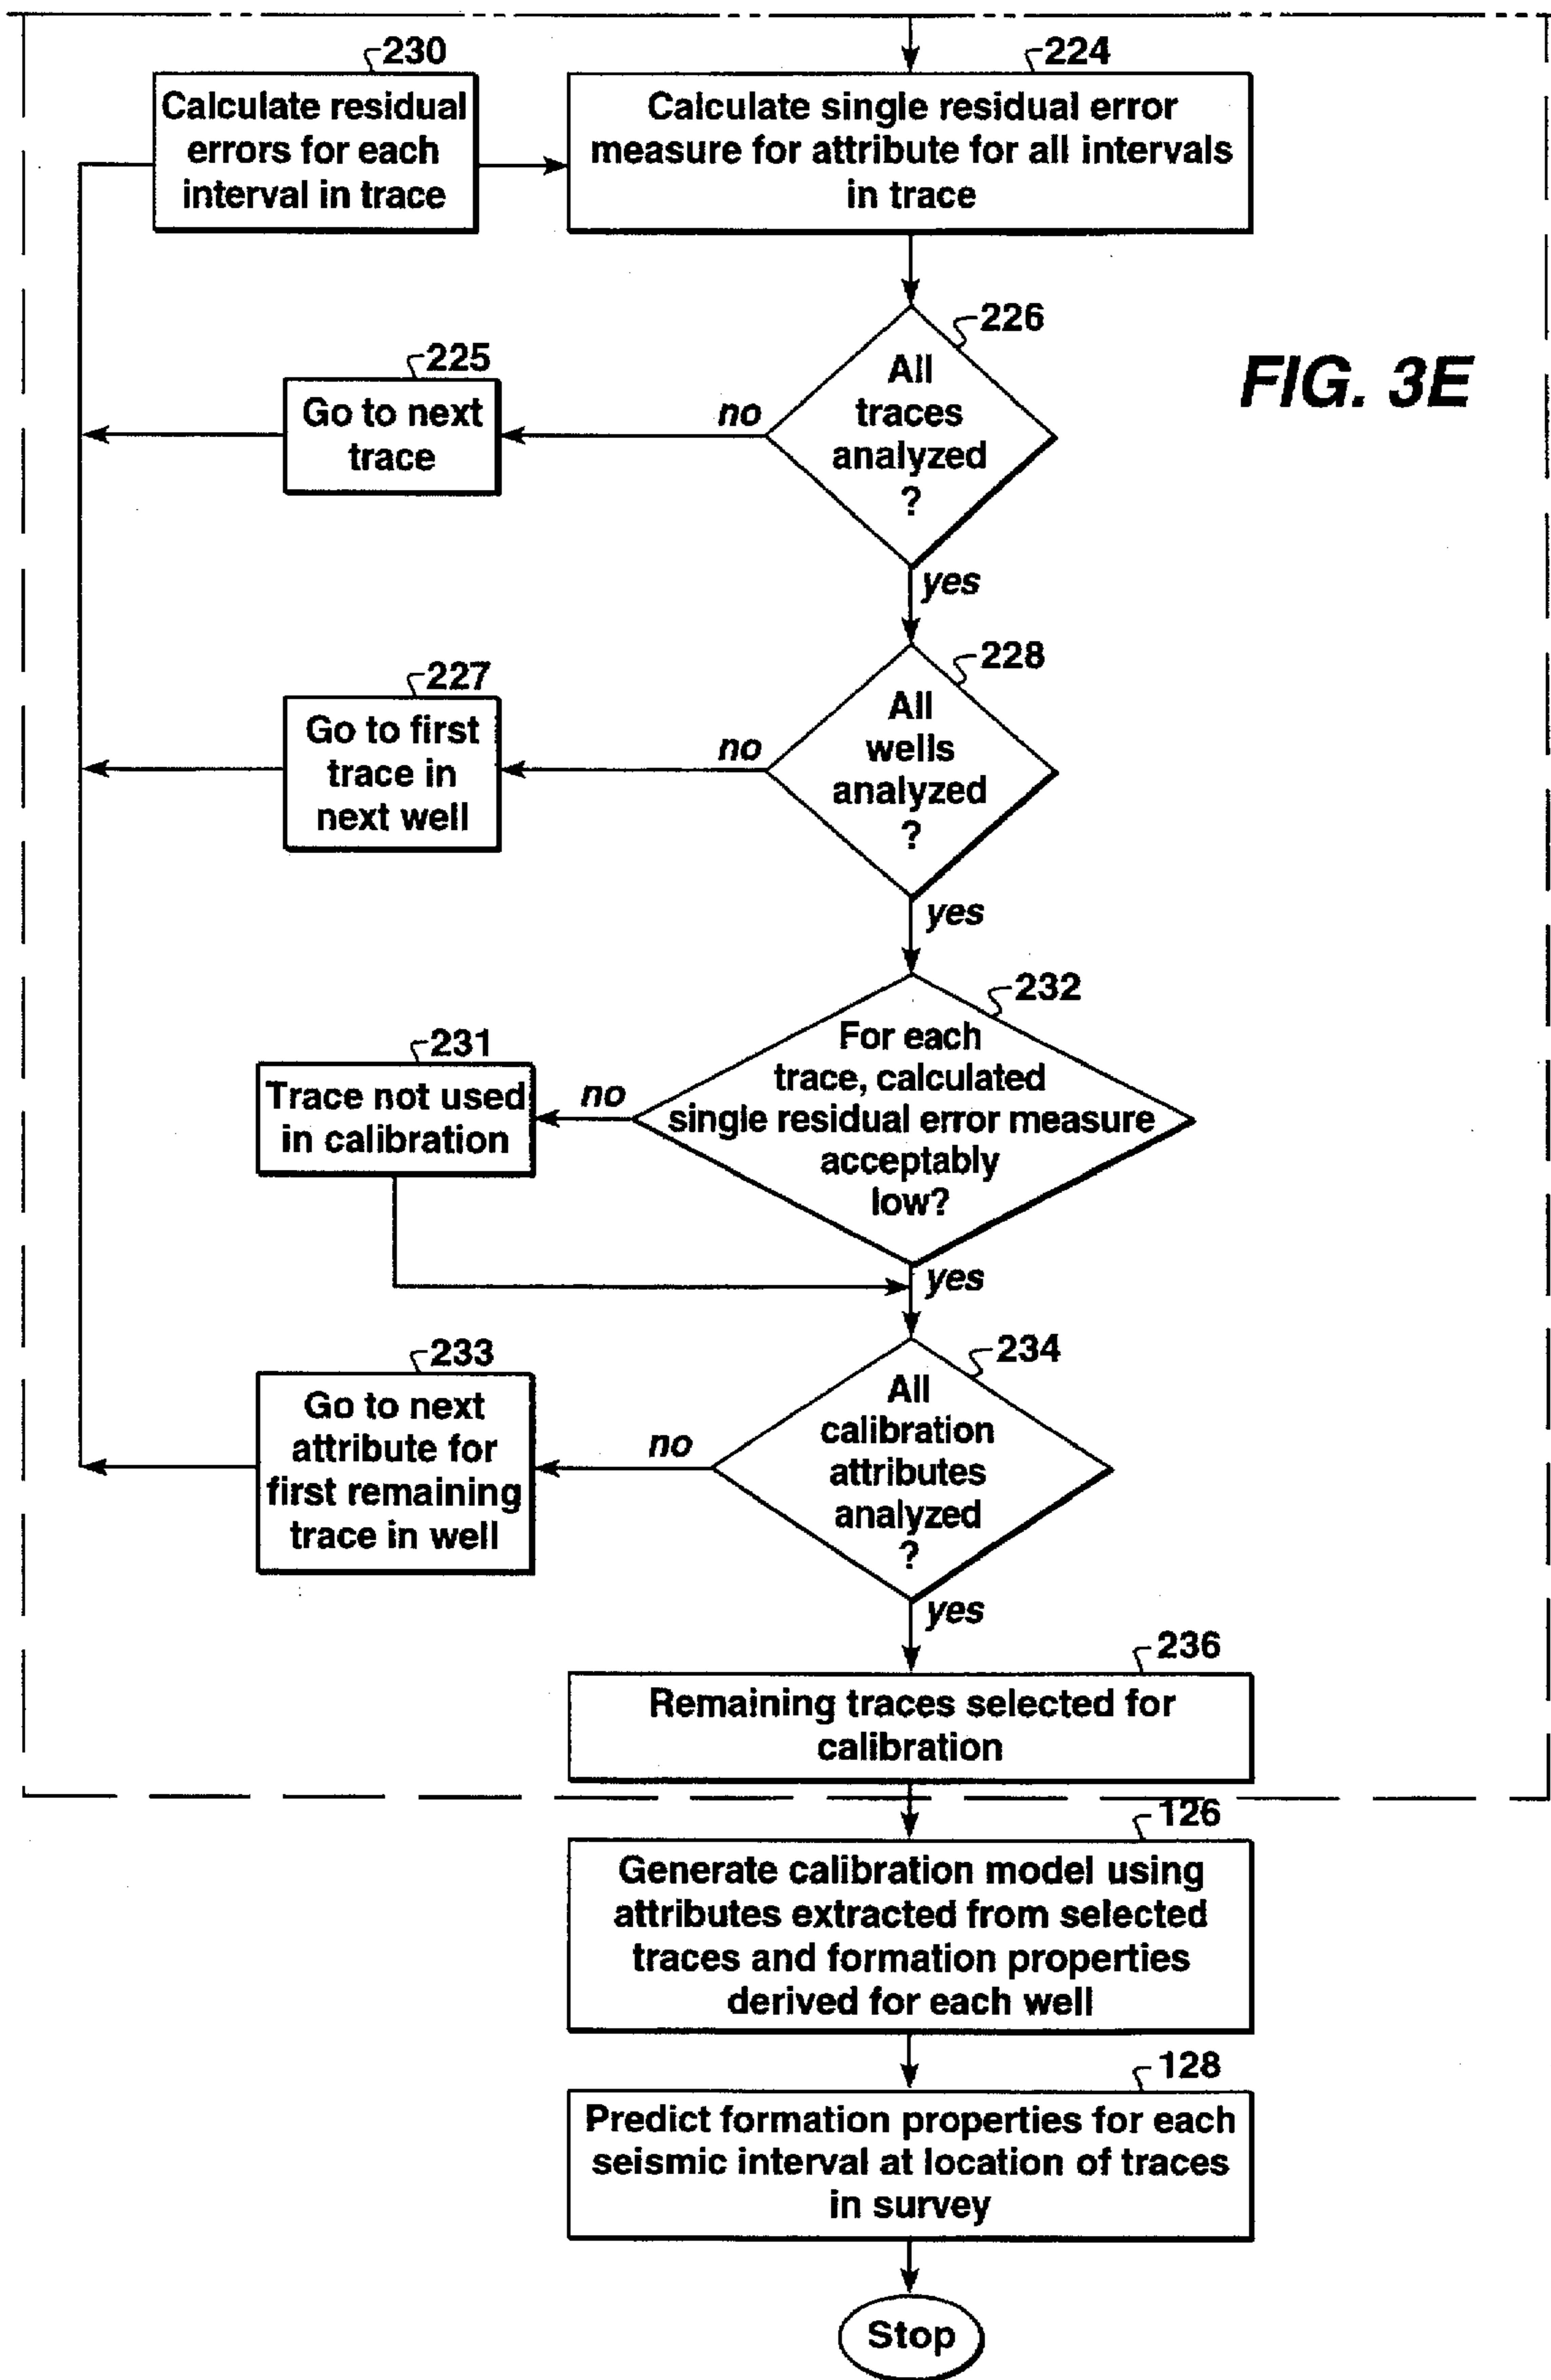 230
Calculate residual
errors for each
interval in trace
224
Calculate single residual error
measure for attribute for all intervals
in trace
226
All
traces
analyzed
?
FIG. 3E
no
225
Go to next
trace
yes
228
All
wells
analyzed
?
no
227
Go to first
trace in
next well
yes
232
For each
trace, calculated
single residual error measure
acceptably
low?
no
231
Trace not used
in calibration
yes
234
All
calibration
attributes
analyzed
?
no
233
Go to next
attribute for
first remaining
trace in well
yes
236
Remaining traces selected for
calibration
126
Generate calibration model using
attributes extracted from selected
traces and formation properties
derived for each well
128
Predict formation properties for each
seismic interval at location of traces
in survey
Stop